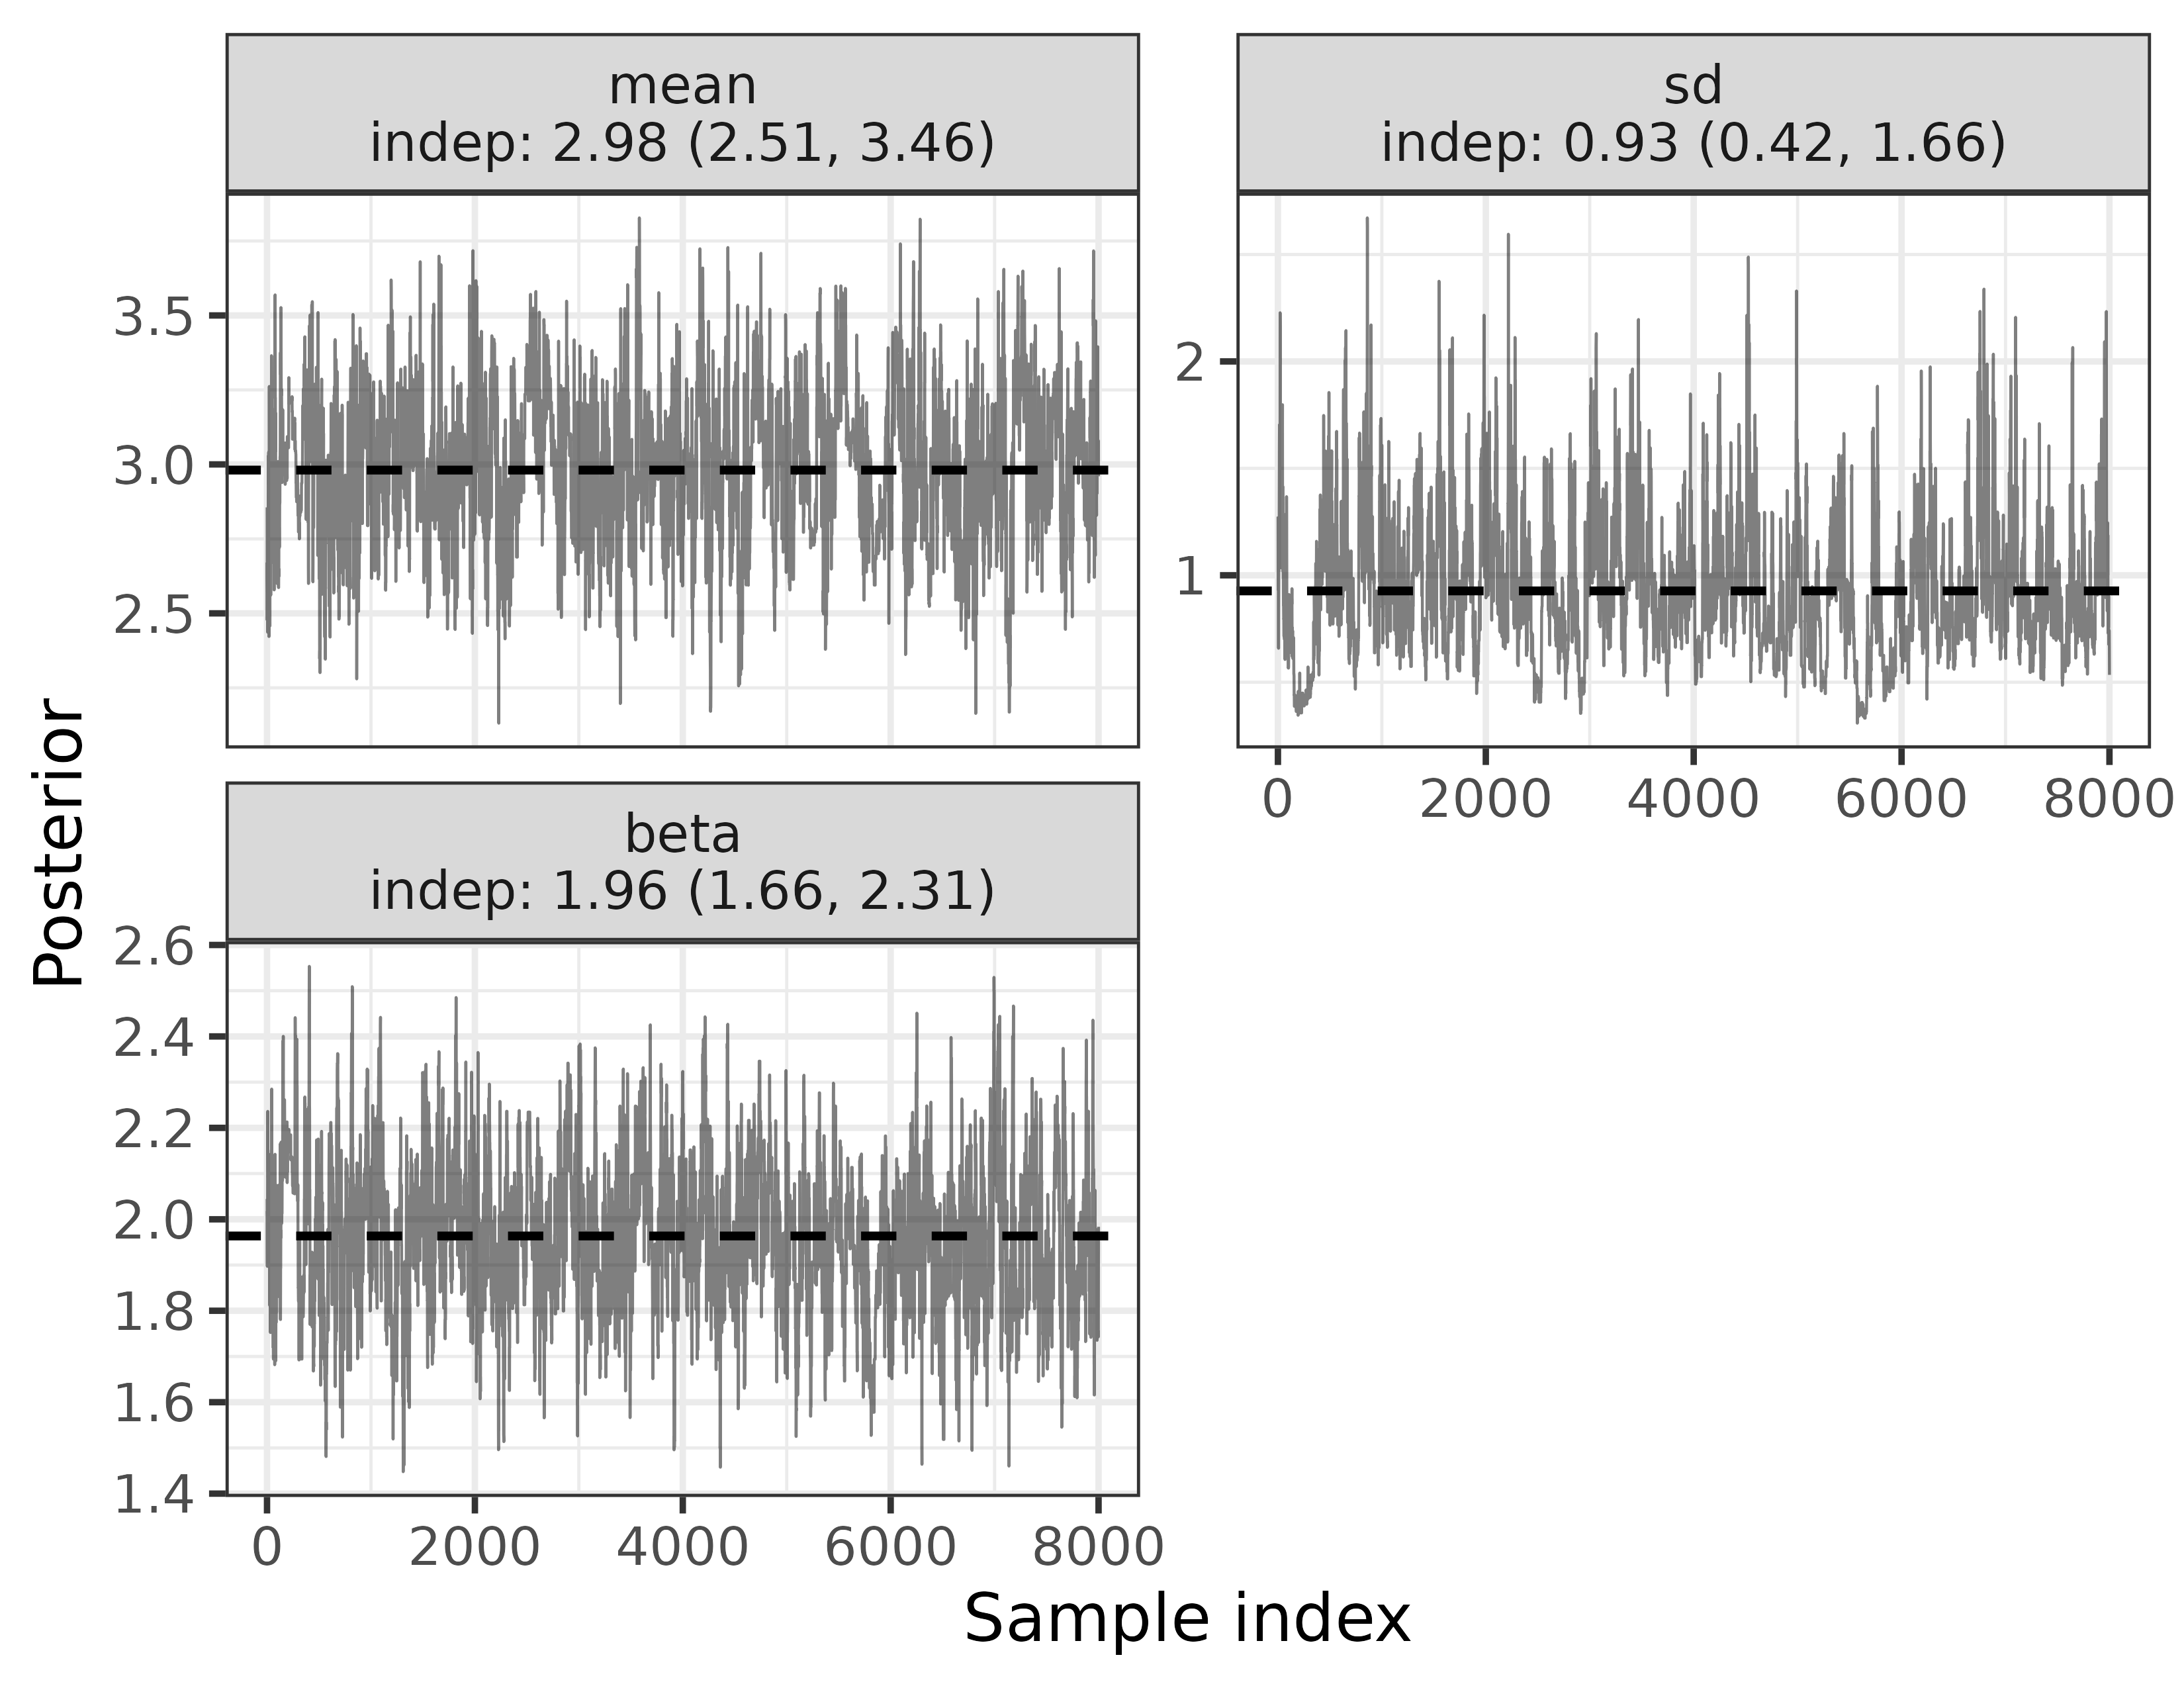 mean
indep: 2.98 (2.51, 3.46)
sd
indep: 0.93 (0.42, 1.66)
3.5
3.0
2.5
2
1
0 2000 4000 6000 8000
Posterior
beta
indep: 1.96 (1.66, 2.31)
2.6
2.4
2.2
2.0
1.8
1.6
1.4
0 2000 4000 6000 8000
Sample index